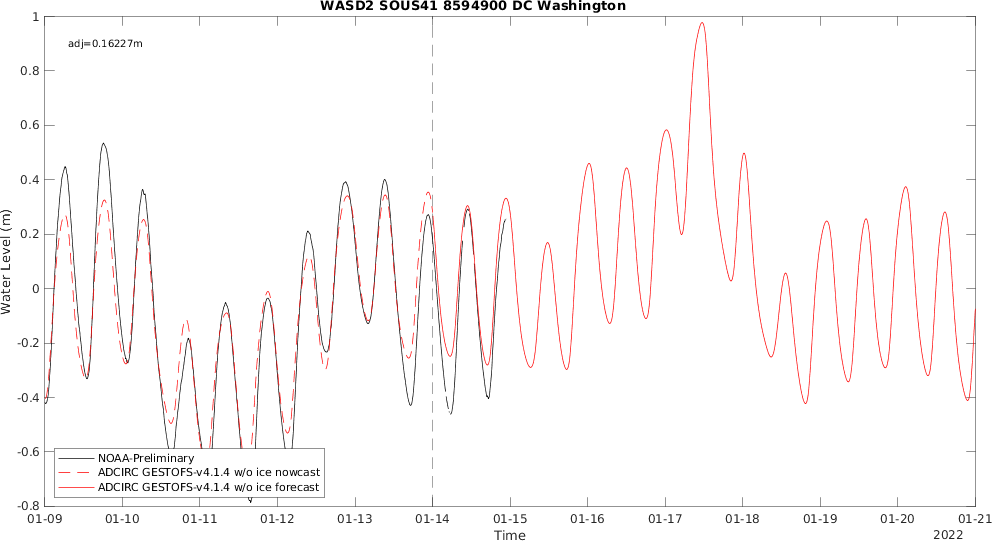 WASD2 SOUS41 8594900 DC Washington
adj=0.16227m
Water Level (m)
1
0.8
0.6
0.4
0.2
0
-0.2
-0.4
-0.6
-0.8
NOAA-Preliminary
ADCIRC GESTOFS-v4.1.4 w/o ice nowcast
ADCIRC GESTOFS-v4.1.4 w/o ice forecast
01-09 01-10 01-11 01-12 01-13 01-14 01-15 01-16 01-17 01-18 01-19 01-20 01-21
Time
2022